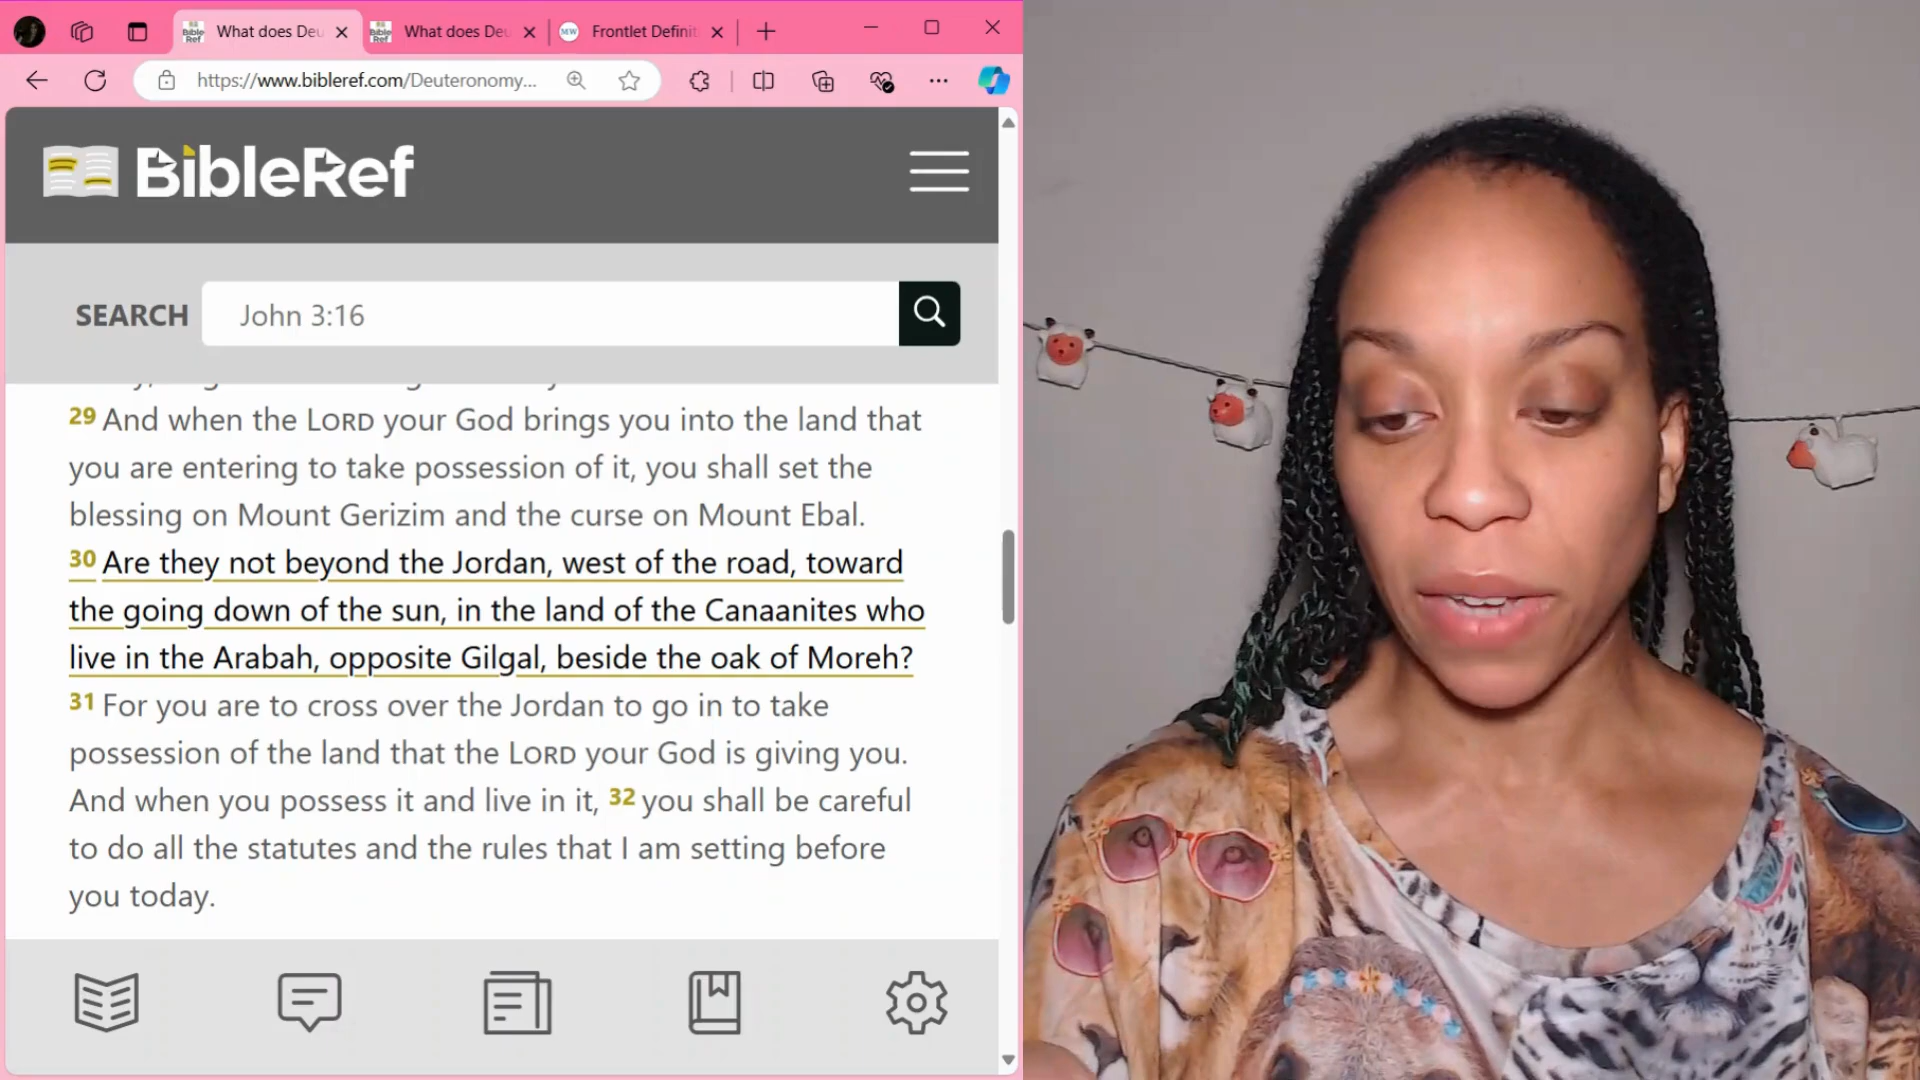 What does Deu
What does Deu
MW Frontlet Definit
https://www.bibleref.com/Deuteronomy...
BibleRef
SEARCH John 3:16
29 And when the LORD your God brings you into the land that
you are entering to take possession of it, you shall set the
blessing on Mount Gerizim and the curse on Mount Ebal.
30 Are they not beyond the Jordan, west of the road, toward
the going down of the sun, in the land of the Canaanites who
live in the Arabah, opposite Gilgal, beside the oak of Moreh?
31 For you are to cross over the Jordan to go in to take
possession of the land that the LORD your God is giving you.
And when you possess it and live in it, 32 you shall be careful
to do all the statutes and the rules that I am setting before
you today.